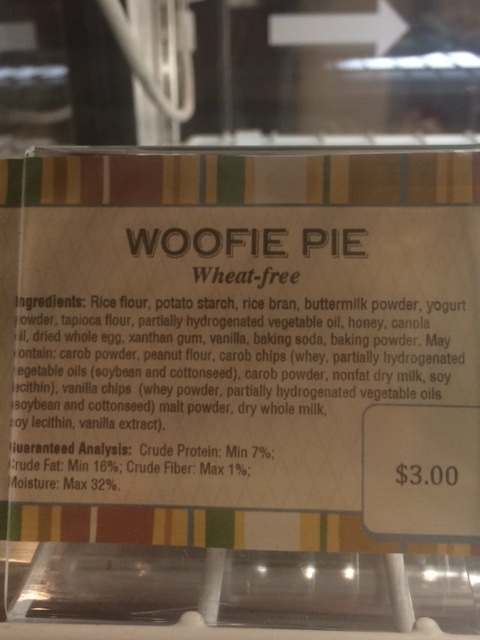 WOOFIE PIE
Wheat-free
Ingredients: Rice flour, potato starch, rice bran, buttermilk powder, yogurt
powder, tapioca flour, partially hydrogenated vegetable oil, honey, canola
oil, dried whole egg, xanthan gum, vanilla, baking soda, baking powder. May
contain: carob powder, peanut flour, carob chips (whey, partially hydrogenated
vegetable oils (soybean and cottonseed), carob powder, nonfat dry milk, soy
lecithin), vanilla chips (whey powder, partially hydrogenated vegetable oils
(soybean and cottonseed) malt powder, dry whole milk,
soy lecithin, vanilla extract).
Guaranteed Analysis: Crude Protein: Min 7%;
Crude Fat: Min 16%; Crude Fiber: Max 1%;
Moisture: Max 32%.
$3.00